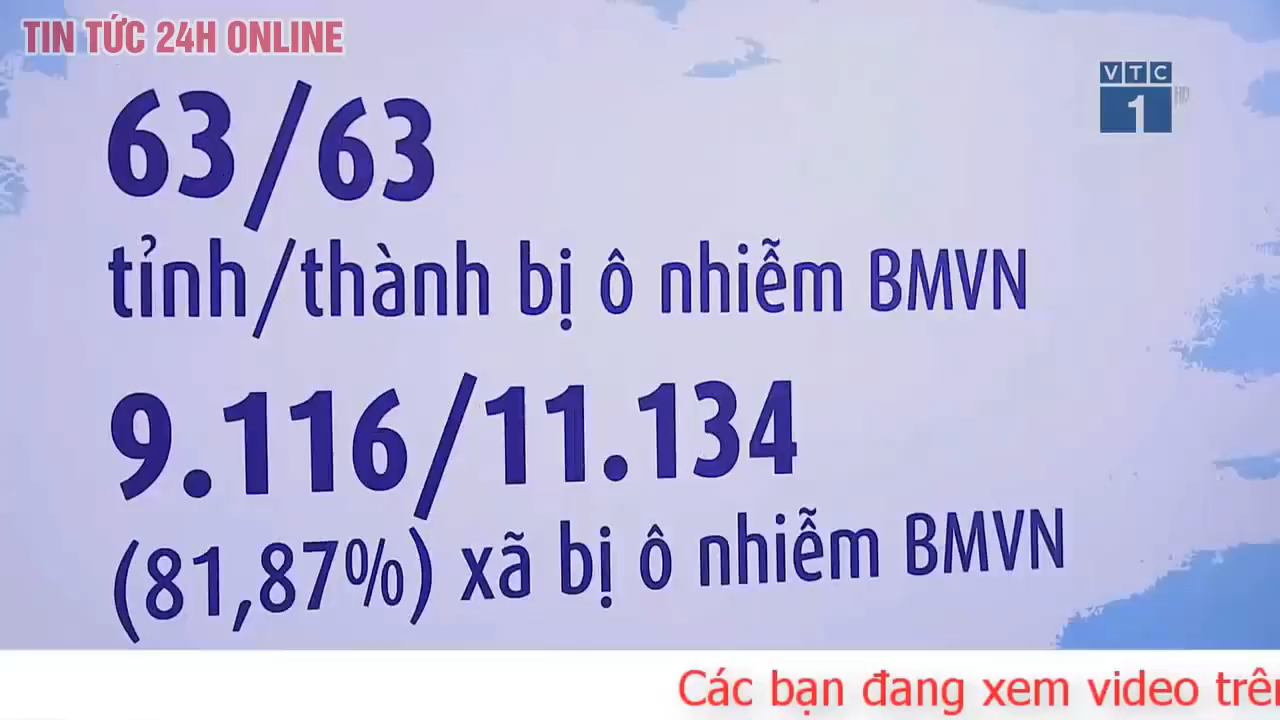 TIN TỨC 24H ONLINE
VTC
1
HD
63/63
tỉnh/thành bị ô nhiễm BMVN
9.116/11.134
(81,87%) xã bị ô nhiễm BMVN
Các bạn đang xem video trên